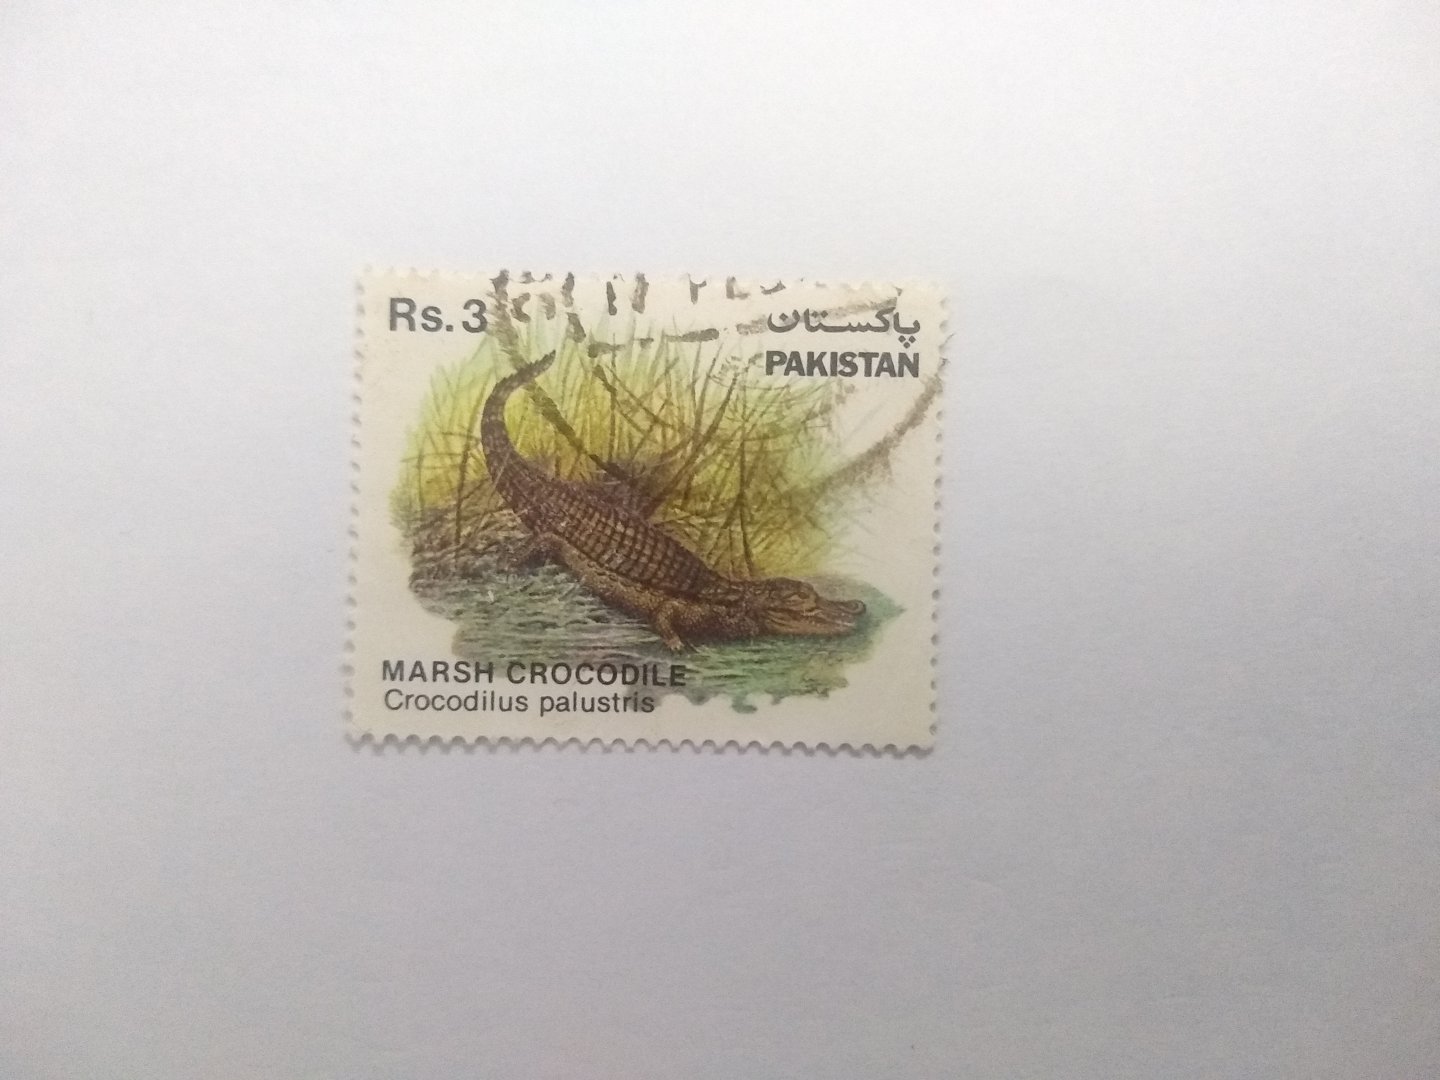 Rs. 3
پاکستان
PAKISTAN
MARSH CROCODILE
Crocodilus palustris